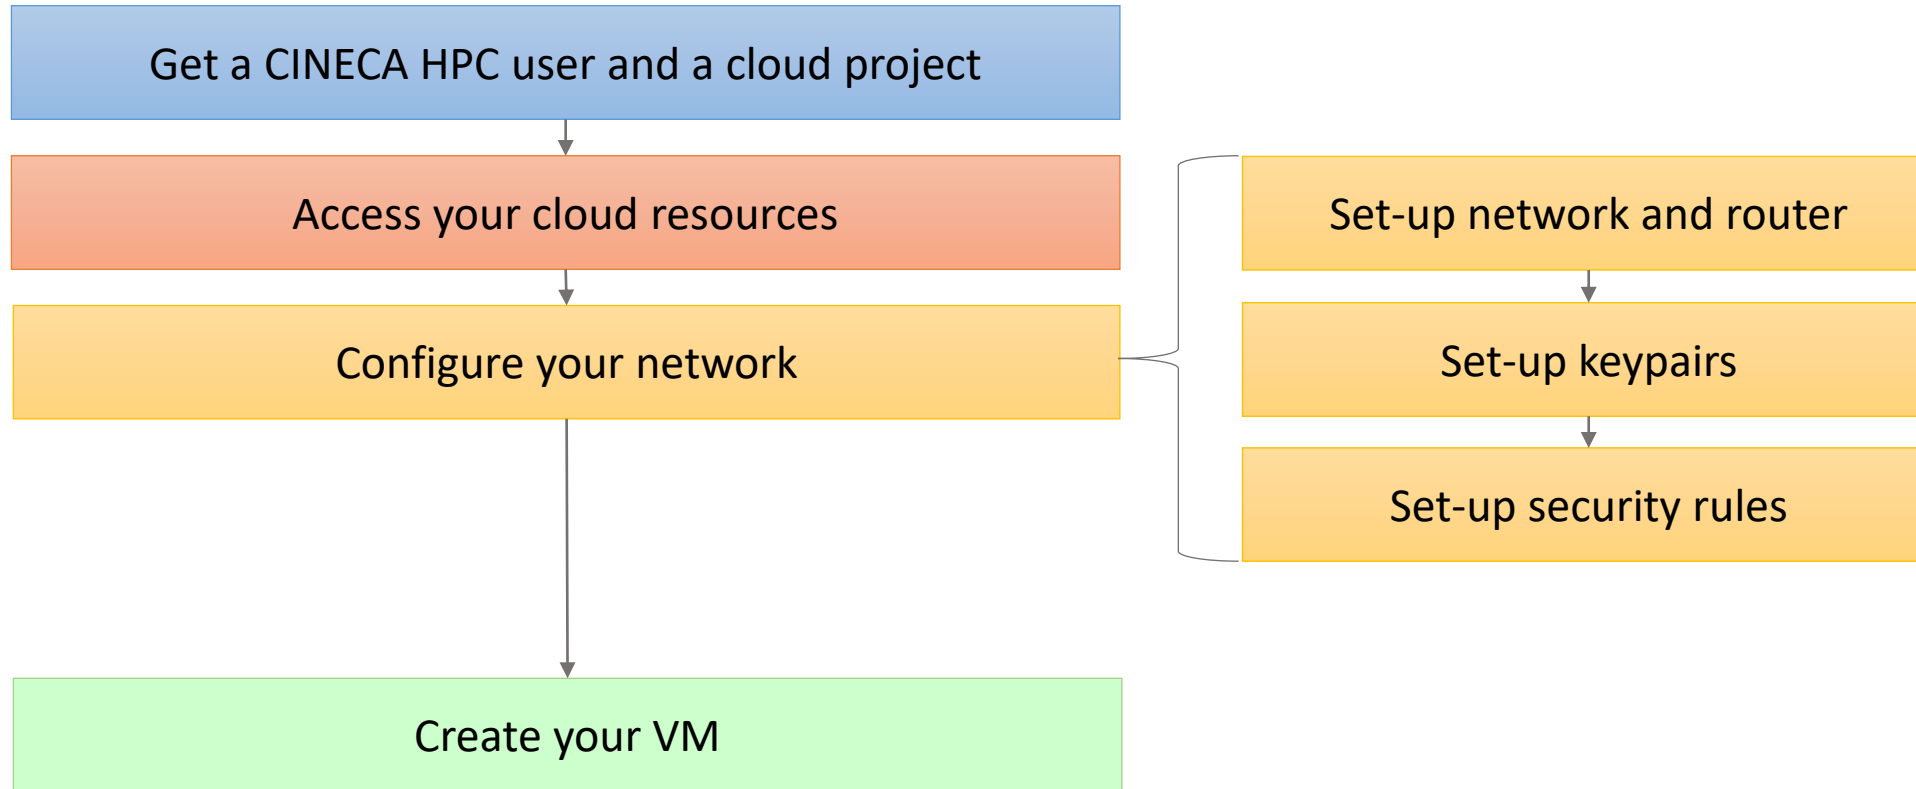 Get a CINECA HPC user and a cloud project
Access your cloud resources
Configure your network
Set-up network and router
Set-up keypairs
Set-up security rules
Create your VM